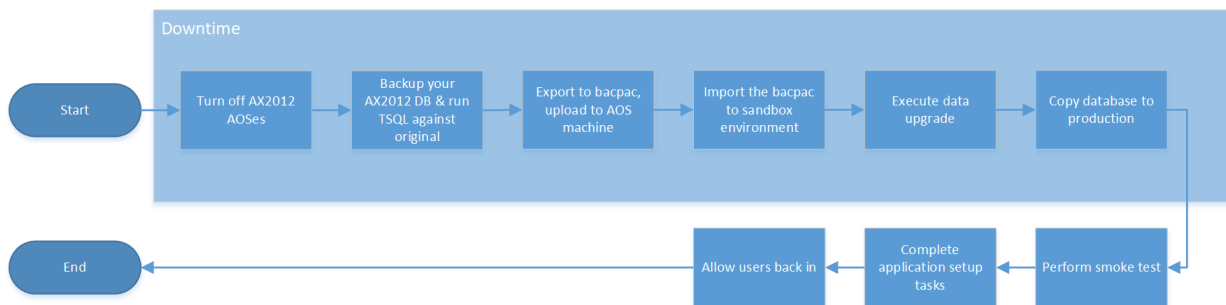 Downtime
Start
Turn off AX2012
AOSes
Backup your
AX2012 DB & run
TSQL against
original
Export to bacpac,
upload to AOS
machine
Import the bacpac
to sandbox
environment
Execute data
upgrade
Copy database to
production
End
Allow users back in
Complete
application setup
tasks
Perform smoke test